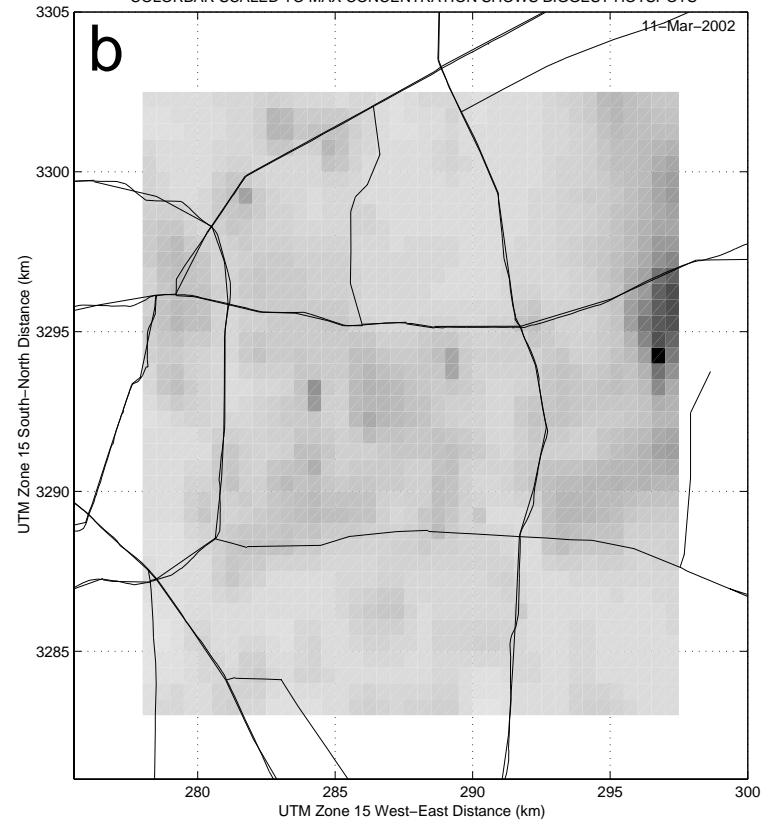 COLORBAR SCALED TO MAX CONCENTRATION SHOWS BIGGEST HOTSPOTS
3305
11−Mar−2002
b
3300
3295
3290
3285
UTM Zone 15 South−North Distance (km)
280
285
290
295
300
UTM Zone 15 West−East Distance (km)